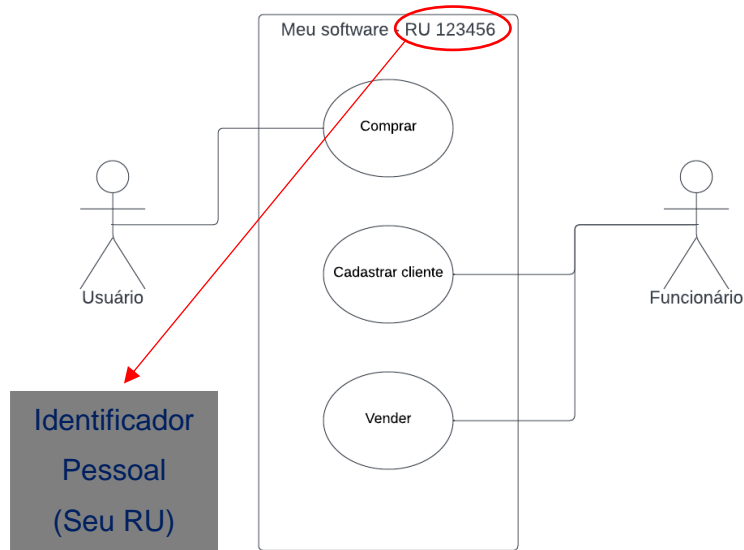 Meu software - RU 123456
Comprar
Usuário
Cadastrar cliente
Funcionário
Vender
Identificador
Pessoal
(Seu RU)